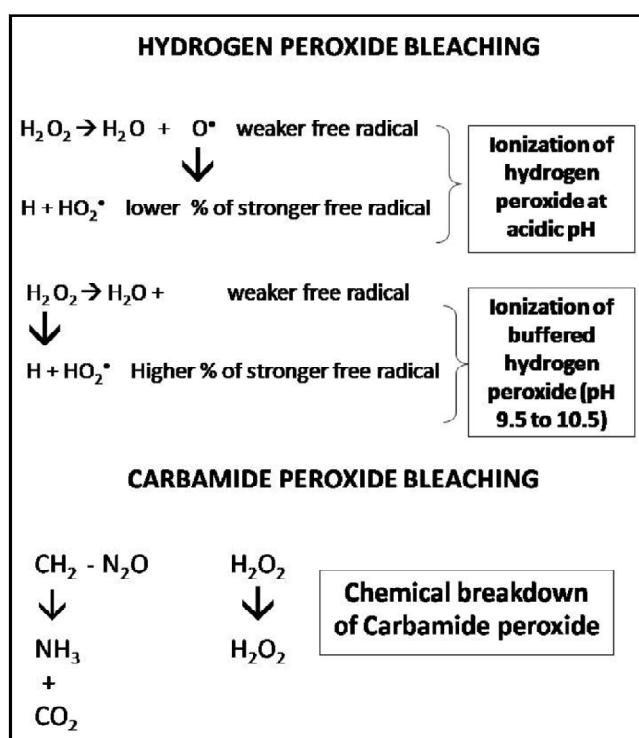 HYDROGEN PEROXIDE BLEACHING
H₂O₂ → H₂O + O• weaker free radical
↓
H + HO₂• lower % of stronger free radical
Ionization of
hydrogen
peroxide at
acidic pH
H₂O₂ → H₂O + weaker free radical
↓
H + HO₂• Higher % of stronger free radical
Ionization of
buffered
hydrogen
peroxide (pH
9.5 to 10.5)
CARBAMIDE PEROXIDE BLEACHING
CH₂ - N₂O H₂O₂
↓ ↓
NH₃ H₂O₂
+
CO₂
Chemical breakdown
of Carbamide peroxide